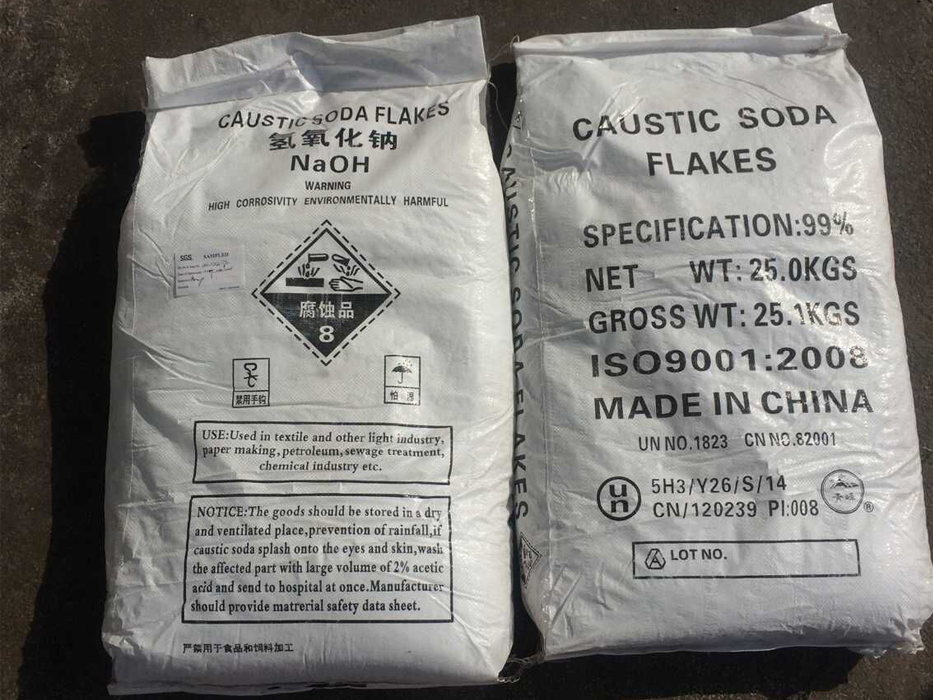 CAUSTIC SODA FLAKES
氢氧化钠
NaOH
WARNING
HIGH CORROSIVITY ENVIRONMENTALLY HARMFUL
SGS SAMPLED
腐蚀品
8
禁用手钩
怕 湿
USE:Used in textile and other light industry,
paper making, petroleum, sewage treatment,
chemical industry etc.
NOTICE:The goods should be stored in a dry
and ventilated place,prevention of rainfall,if
caustic soda splash onto the eyes and skin,wash
the affected part with large volume of 2% acetic
acid and send to hospital at once.Manufacturer
should provide matrerial safety data sheet.
严禁用于食品和饲料加工
CAUSTIC SODA FLAKES
CAUSTIC SODA
FLAKES
SPECIFICATION:99%
NET WT: 25.0KGS
GROSS WT: 25.1KGS
ISO9001:2008
MADE IN CHINA
UN NO.1823 CN NO.82001
un
5H3/Y26/S/14
CN/120239 PI:008
®
LOT NO.